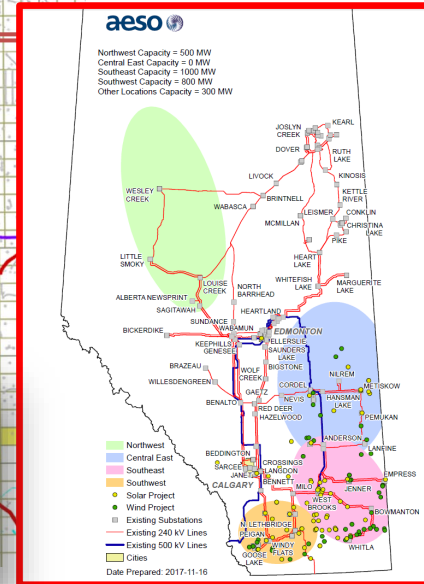 aeso
Northwest Capacity = 500 MW
Central East Capacity = 0 MW
Southeast Capacity = 1000 MW
Southwest Capacity = 800 MW
Other Locations Capacity = 300 MW
JOSLYN
CREEK
KEARL
DOVER
RUTH
LAKE
LIVOCK
KINOSIS
WESLEY
CREEK
BRINTNELL
KETTLE
RIVER
WABASCA
LEISMER
CONKLIN
MCMILLAN
CHRISTINA
LAKE
PIKE
LITTLE
SMOKY
HEART
LAKE
LOUISE
CREEK
NORTH
BARRHEAD
WHITEFISH
LAKE
MARGUERITE
LAKE
ALBERTA NEWSPRINT
SAGITAWAH
HEARTLAND
SUNDANCE
BICKERDIKE
WABAMUN
EDMONTON
KEEPHILLS
GENESEE
ELLERSLIE
SAUNDERS
LAKE
BRAZEAU
WOLF
CREEK
BIGSTONE
NILREM
WILLESDENGREEN
GAETZ
CORDEL
METISKOW
NEVIS
HANSMAN
LAKE
BENALTO
RED DEER
HAZELWOOD
PEMUKAN
ANDERSON
LANFINE
BEDDINGTON
CROSSINGS
SARCEE
LANGDON
JANET
EMPRESS
BENNETT
CALGARY
MILO
JENNER
WEST
BROOKS
BOWMANTON
N LETHBRIDGE
PEIGAN
WINDY
FLATS
GOOSE
LAKE
WHITLA
Northwest
Central East
Southeast
Southwest
Solar Project
Wind Project
Existing Substations
Existing 240 kV Lines
Existing 500 kV Lines
Cities
Date Prepared: 2017-11-16